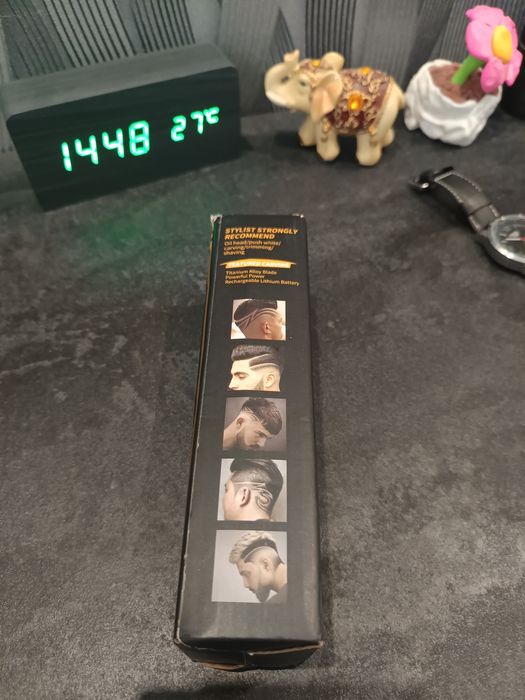 1448 27°C
STYLIST STRONGLY
RECOMMEND
Oil head/push white/
carving/trimming/
shaving
FEATURED CARVING
Titanium Alloy Blade
Powerful Power
Rechargeable Lithium Battery